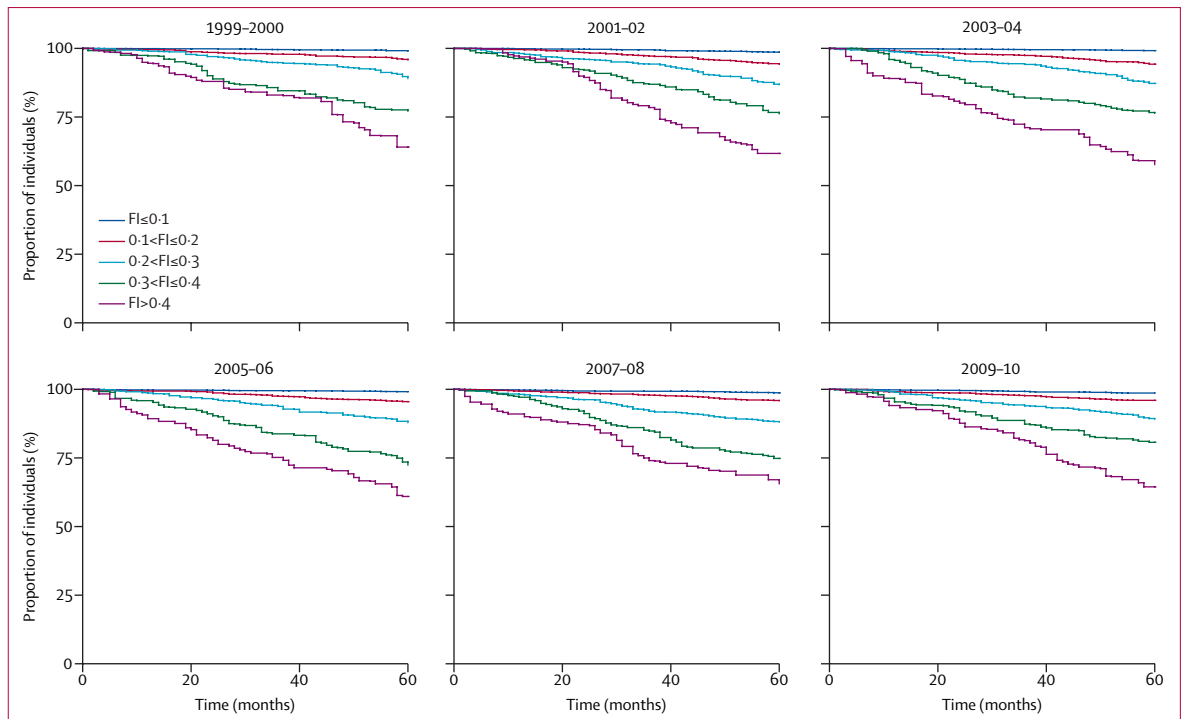 1999–2000
2001–02
2003–04
Proportion of individuals (%)
100
75
50
25
0
FI≤0·1
0·1<FI≤0·2
0·2<FI≤0·3
0·3<FI≤0·4
FI>0·4
2005–06
2007–08
2009–10
Proportion of individuals (%)
100
75
50
25
0
0 20 40 60
0 20 40 60
0 20 40 60
Time (months)
Time (months)
Time (months)